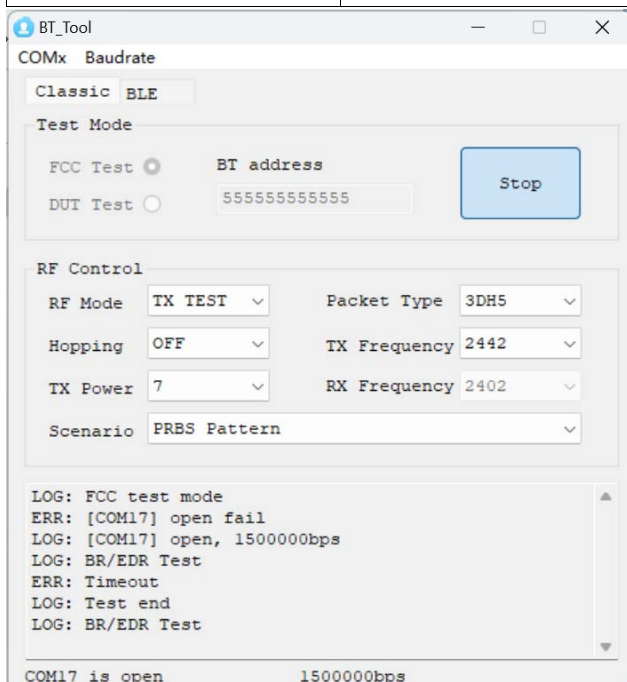 BT_Tool
COMx Baudrate
Classic BLE
Test Mode
FCC Test BT address
Stop
DUT Test 555555555555
RF Control
RF Mode TX TEST Packet Type 3DH5
Hopping OFF TX Frequency 2442
TX Power 7 RX Frequency 2402
Scenario PRBS Pattern
LOG: FCC test mode
ERR: [COM17] open fail
LOG: [COM17] open, 1500000bps
LOG: BR/EDR Test
ERR: Timeout
LOG: Test end
LOG: BR/EDR Test
COM17 is open 1500000bps